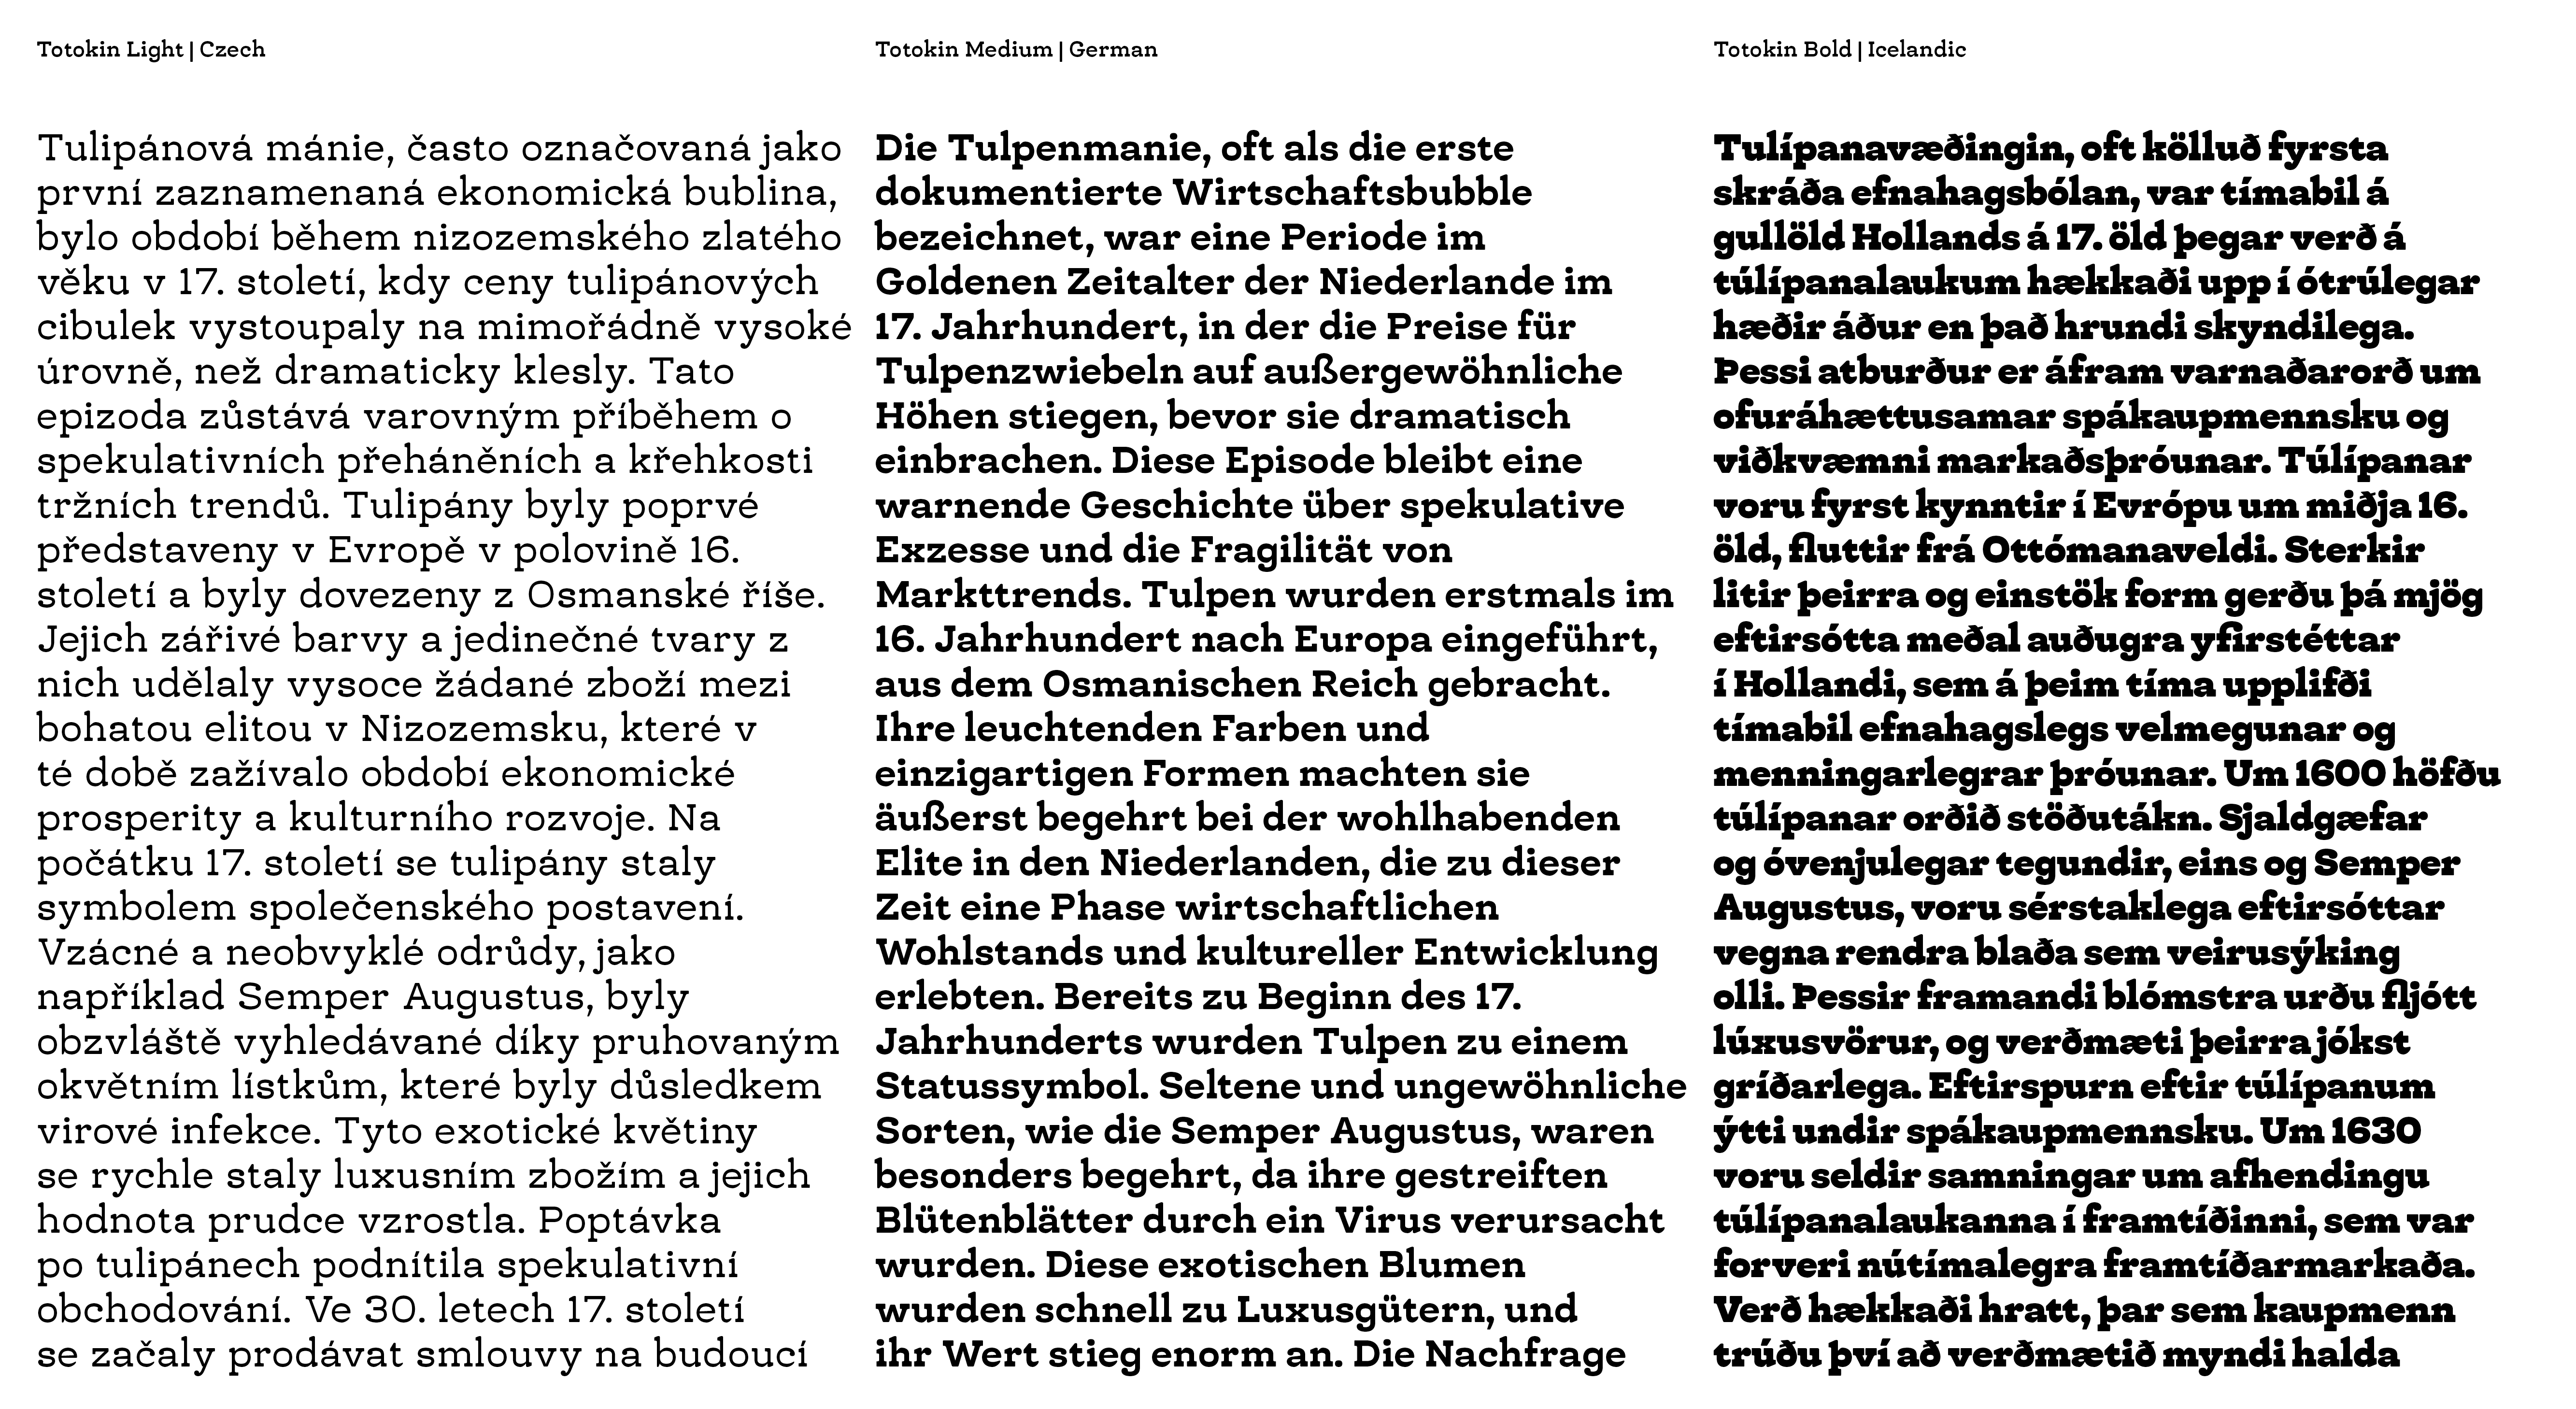 Totokin Light | Czech
Tulipánová mánie, často označovaná jako
první zaznamenaná ekonomická bublina,
bylo období během nizozemského zlatého
věku v 17. století, kdy ceny tulipánových
cibulek vystoupaly na mimořádně vysoké
úrovně, než dramaticky klesly. Tato
epizoda zůstává varovným příběhem o
spekulativních přeháněních a křehkosti
tržních trendů. Tulipány byly poprvé
představeny v Evropě v polovině 16.
století a byly dovezeny z Osmanské říše.
Jejich zářivé barvy a jedinečné tvary z
nich udělaly vysoce žádané zboží mezi
bohatou elitou v Nizozemsku, které v
té době zažívalo období ekonomické
prosperity a kulturního rozvoje. Na
počátku 17. století se tulipány staly
symbolem společenského postavení.
Vzácné a neobvyklé odrůdy, jako
například Semper Augustus, byly
obzvláště vyhledávané díky pruhovaným
okvětním lístkům, které byly důsledkem
virové infekce. Tyto exotické květiny
se rychle staly luxusním zbožím a jejich
hodnota prudce vzrostla. Poptávka
po tulipánech podnítila spekulativní
obchodování. Ve 30. letech 17. století
se začaly prodávat smlouvy na budoucí
Totokin Medium | German
Die Tulpenmanie, oft als die erste
dokumentierte Wirtschaftsbubble
bezeichnet, war eine Periode im
Goldenen Zeitalter der Niederlande im
17. Jahrhundert, in der die Preise für
Tulpenzwiebeln auf außergewöhnliche
Höhen stiegen, bevor sie dramatisch
einbrachen. Diese Episode bleibt eine
warnende Geschichte über spekulative
Exzesse und die Fragilität von
Markttrends. Tulpen wurden erstmals im
16. Jahrhundert nach Europa eingeführt,
aus dem Osmanischen Reich gebracht.
Ihre leuchtenden Farben und
einzigartigen Formen machten sie
äußerst begehrt bei der wohlhabenden
Elite in den Niederlanden, die zu dieser
Zeit eine Phase wirtschaftlichen
Wohlstands und kultureller Entwicklung
erlebten. Bereits zu Beginn des 17.
Jahrhunderts wurden Tulpen zu einem
Statussymbol. Seltene und ungewöhnliche
Sorten, wie die Semper Augustus, waren
besonders begehrt, da ihre gestreiften
Blütenblätter durch ein Virus verursacht
wurden. Diese exotischen Blumen
wurden schnell zu Luxusgütern, und
ihr Wert stieg enorm an. Die Nachfrage
Totokin Bold | Icelandic
Tulípanavæðingin, oft kölluð fyrsta
skráða efnahagsbólan, var tímabil á
gullöld Hollands á 17. öld þegar verð á
túlípanalaukum hækkaði upp í ótrúlegar
hæðir áður en það hrundi skyndilega.
Þessi atburður er áfram varnaðarorð um
ofuráhættusamar spákaupmennsku og
viðkvæmni markaðsþróunar. Túlípanar
voru fyrst kynntir í Evrópu um miðja 16.
öld, fluttir frá Ottómanaveldi. Sterkir
litir þeirra og einstök form gerðu þá mjög
eftirsótta meðal auðugra yfirstéttar
í Hollandi, sem á þeim tíma upplifði
tímabil efnahagslegs velmegunar og
menningarlegrar þróunar. Um 1600 höfðu
túlípanar orðið stöðutákn. Sjaldgæfar
og óvenjulegar tegundir, eins og Semper
Augustus, voru sérstaklega eftirsóttar
vegna rendra blaða sem veirusýking
olli. Þessir framandi blómstra urðu fljótt
lúxusvörur, og verðmæti þeirra jókst
gríðarlega. Eftirspurn eftir túlípanum
ýtti undir spákaupmennsku. Um 1630
voru seldir samningar um afhendingu
túlípanalaukanna í framtíðinni, sem var
forveri nútímalegra framtíðarmarkaða.
Verð hækkaði hratt, þar sem kaupmenn
trúðu því að verðmætið myndi halda